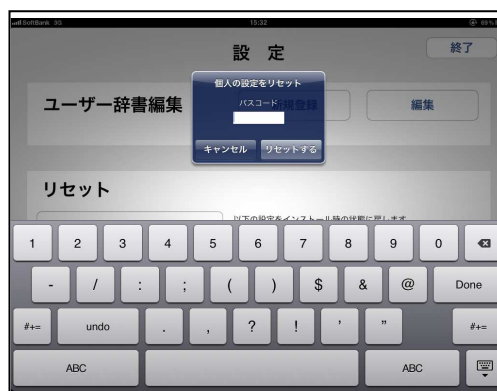 SoftBank 3G 15:32 69%
設 定
終了
個人の設定をリセット
パスコード
ユーザー辞書編集
新規登録
編集
キャンセル リセットする
リセット
以下の設定をインストール時の状態に戻します
1 2 3 4 5 6 7 8 9 0
- / : ; ( ) $ & @ Done
#+= undo . , ? ! ' " #+=
ABC ABC